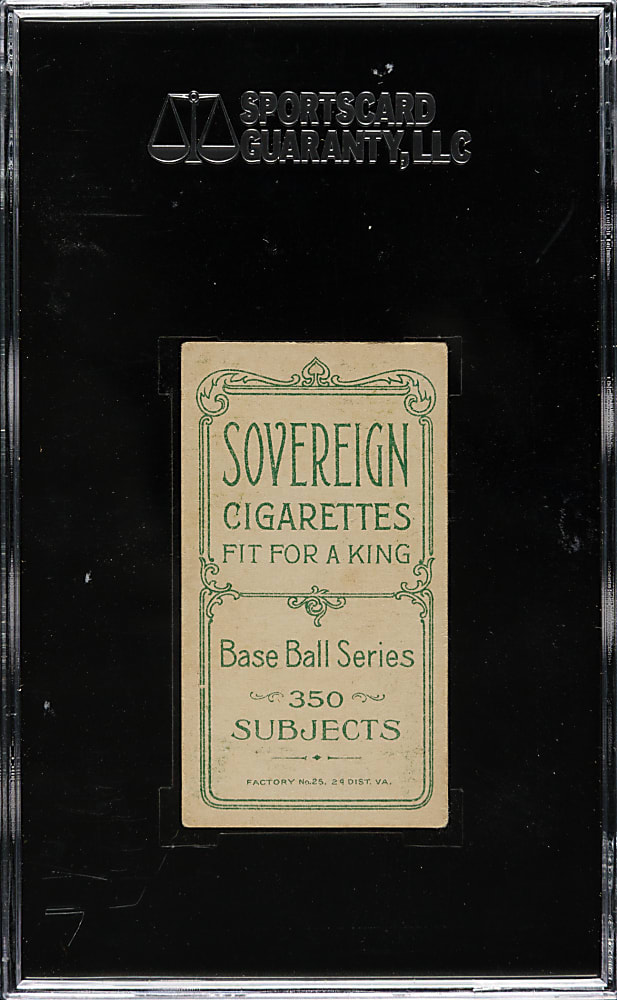 SPORTSCARD
GUARANTY, LLC
SOVEREIGN
CIGARETTES
FIT FOR A KING
Base Ball Series
350
SUBJECTS
FACTORY No. 25. 2d DIST. VA.